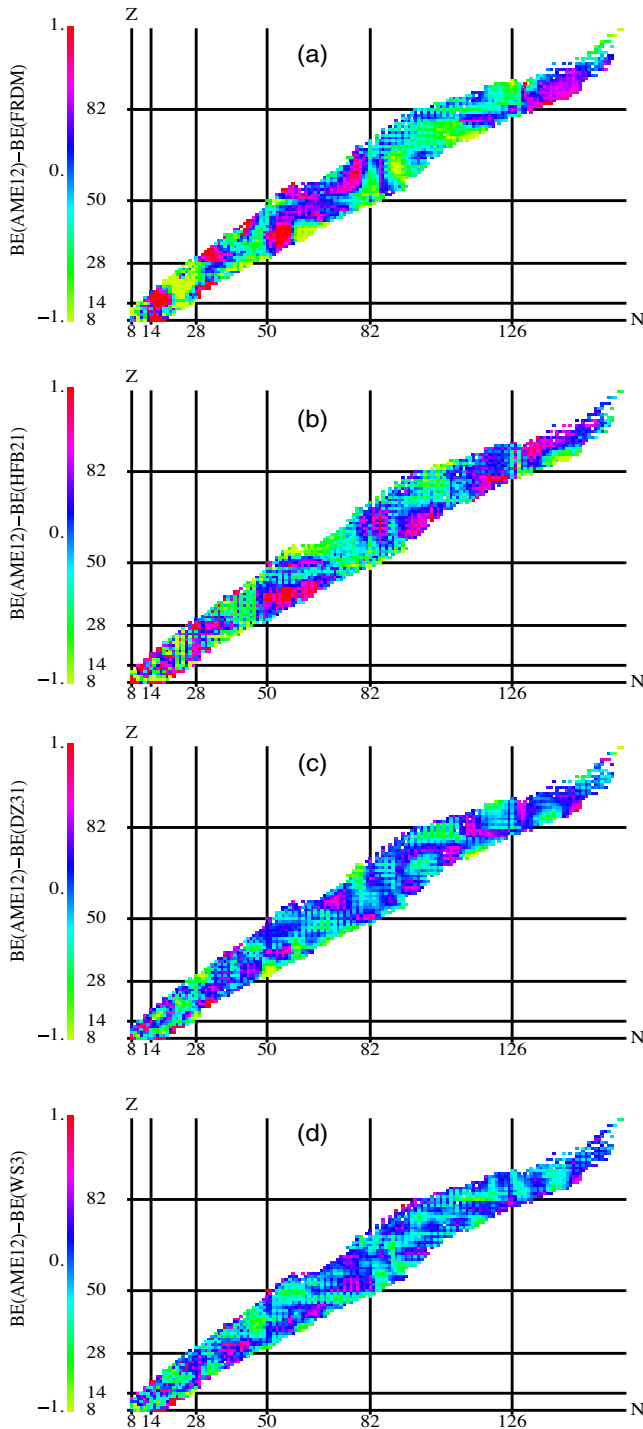 Z
(a)
1.
0.
−1.
BE(AME12)−BE(FRDM)
82
50
28
14
8
8 14 28 50 82 126 N
Z
(b)
1.
0.
−1.
BE(AME12)−BE(HFB21)
82
50
28
14
8
8 14 28 50 82 126 N
Z
(c)
1.
0.
−1.
BE(AME12)−BE(DZ31)
82
50
28
14
8
8 14 28 50 82 126 N
Z
(d)
1.
0.
−1.
BE(AME12)−BE(WS3)
82
50
28
14
8
8 14 28 50 82 126 N